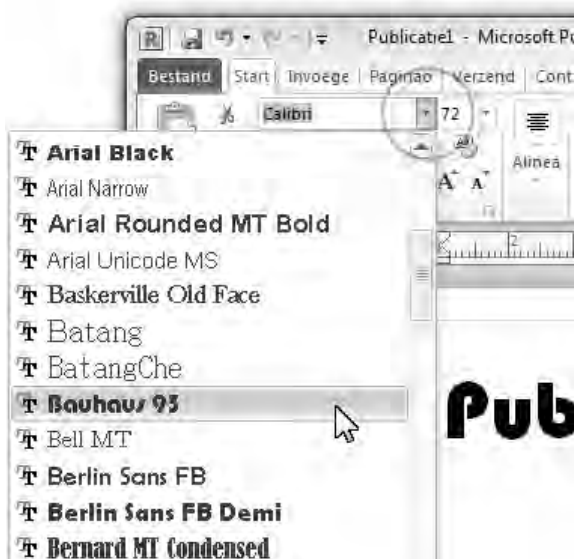 Publicatie1 - Microsoft Pu
Bestand Start Invoege Paginao Verzend Cont
Calibri 72
Alinea
A A
2
Arial Black
Arial Narrow
Arial Rounded MT Bold
Arial Unicode MS
Baskerville Old Face
Batang
BatangChe
Bauhaus 93
Pub
Bell MT
Berlin Sans FB
Berlin Sans FB Demi
Bernard MT Condensed